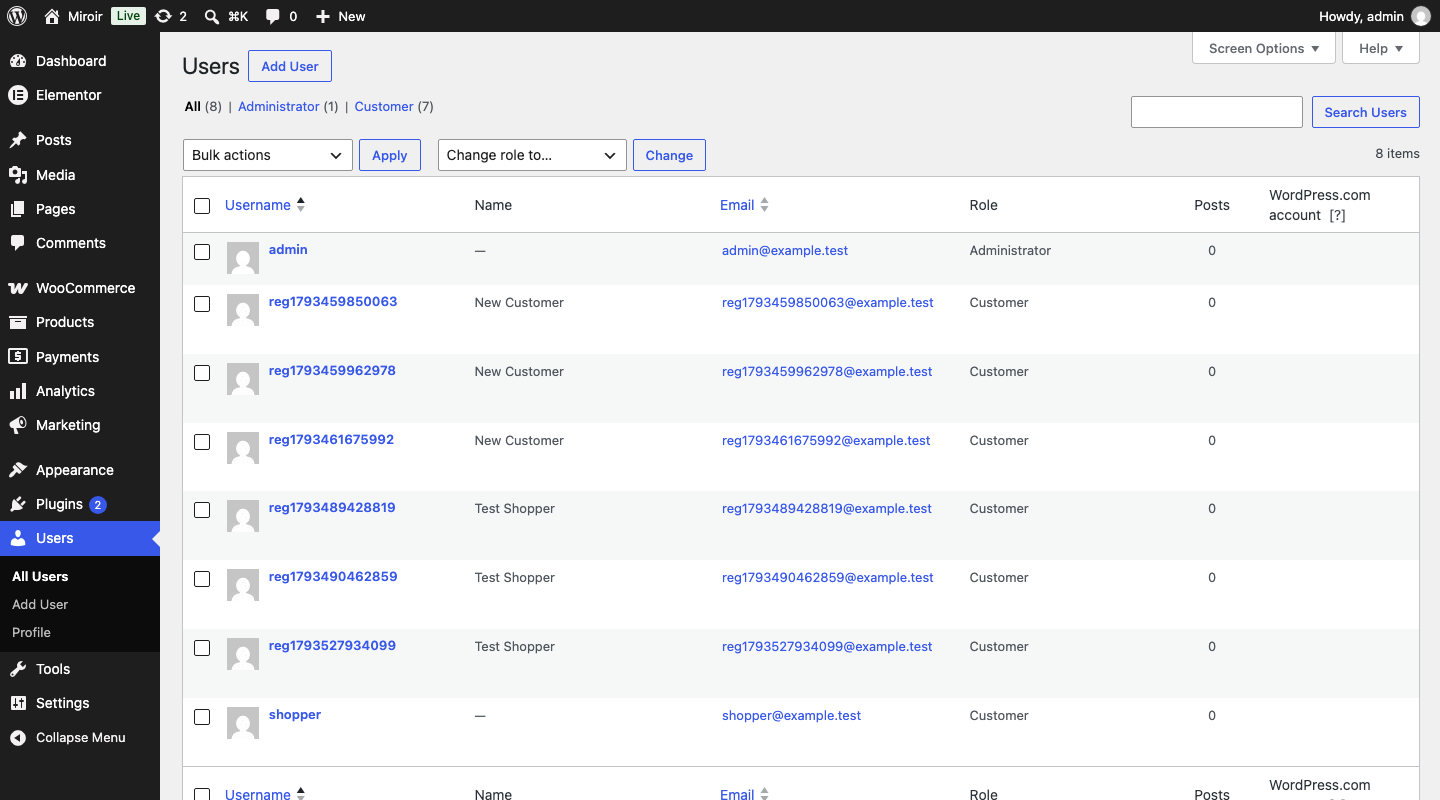 Miroir Live 2 ⌘K 0 New Howdy, admin
Dashboard
Elementor
Posts
Media
Pages
Comments
WooCommerce
Products
Payments
Analytics
Marketing
Appearance
Plugins 2
Users
All Users
Add User
Profile
Tools
Settings
Collapse Menu
Screen Options Help
Users Add User
All (8) | Administrator (1) | Customer (7)
Search Users
Bulk actions Apply Change role to... Change 8 items
Username Name Email Role Posts WordPress.com account [?]
admin — admin@example.test Administrator 0
reg1793459850063 New Customer reg1793459850063@example.test Customer 0
reg1793459962978 New Customer reg1793459962978@example.test Customer 0
reg1793461675992 New Customer reg1793461675992@example.test Customer 0
reg1793489428819 Test Shopper reg1793489428819@example.test Customer 0
reg1793490462859 Test Shopper reg1793490462859@example.test Customer 0
reg1793527934099 Test Shopper reg1793527934099@example.test Customer 0
shopper — shopper@example.test Customer 0
Username Name Email Role Posts WordPress.com